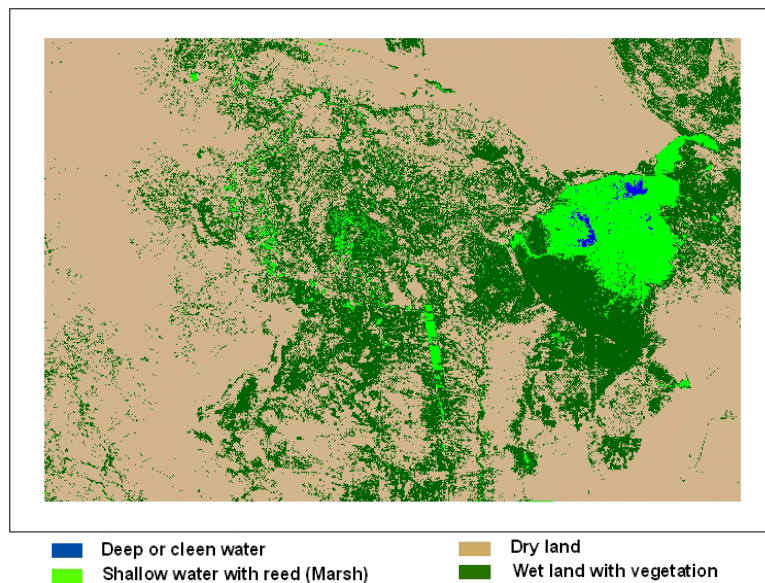 Deep or cleen water
Dry land
Shallow water with reed (Marsh)
Wet land with vegetation